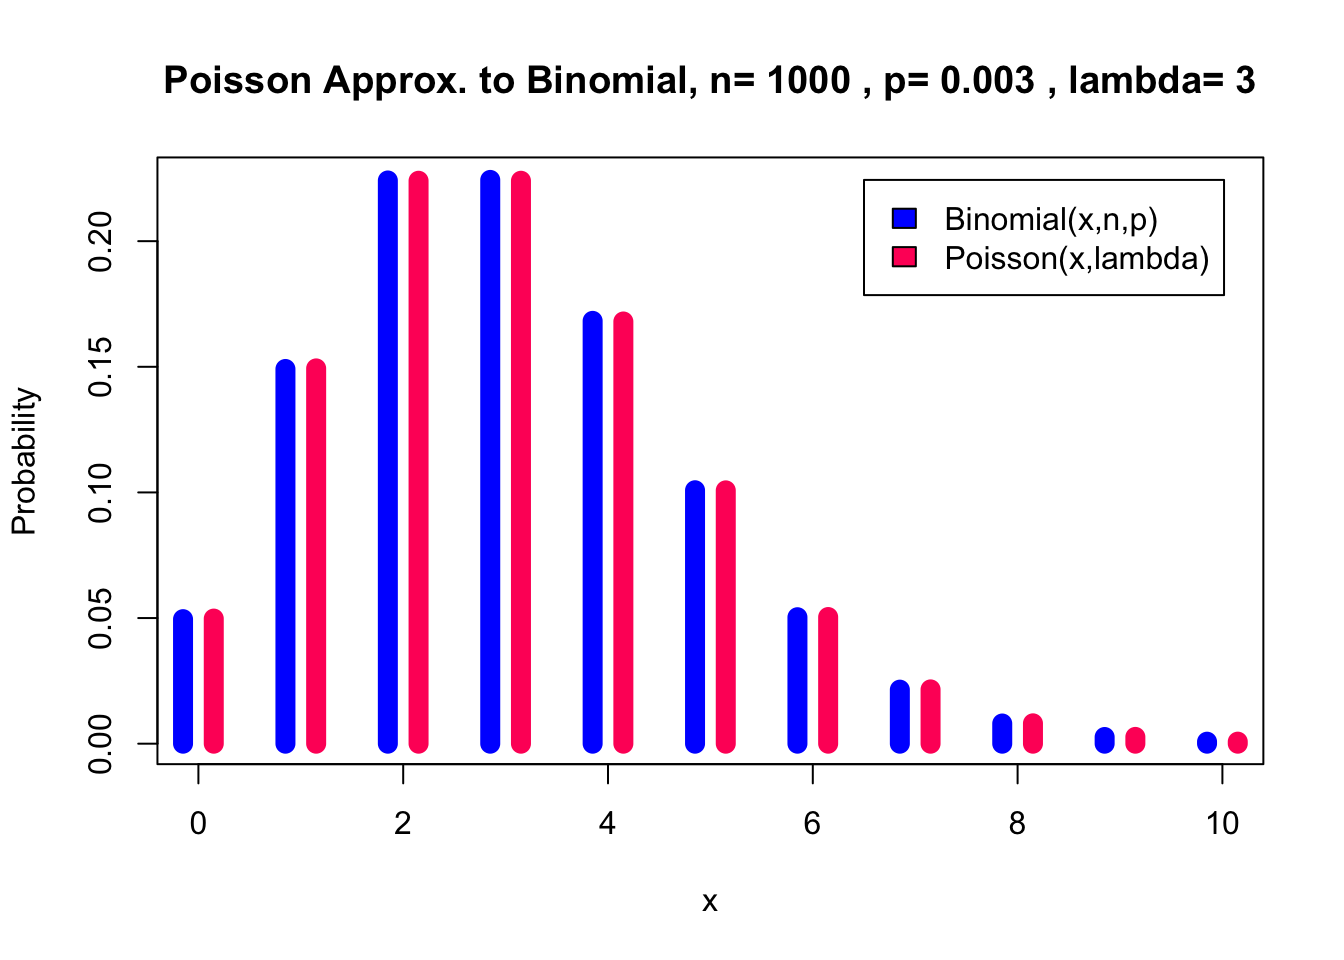 Poisson Approx. to Binomial, n= 1000 , p= 0.003 , lambda= 3
Binomial(x,n,p)
Poisson(x,lambda)
Probability
0.20
0.15
0.10
0.05
0.00
0 2 4 6 8 10
x